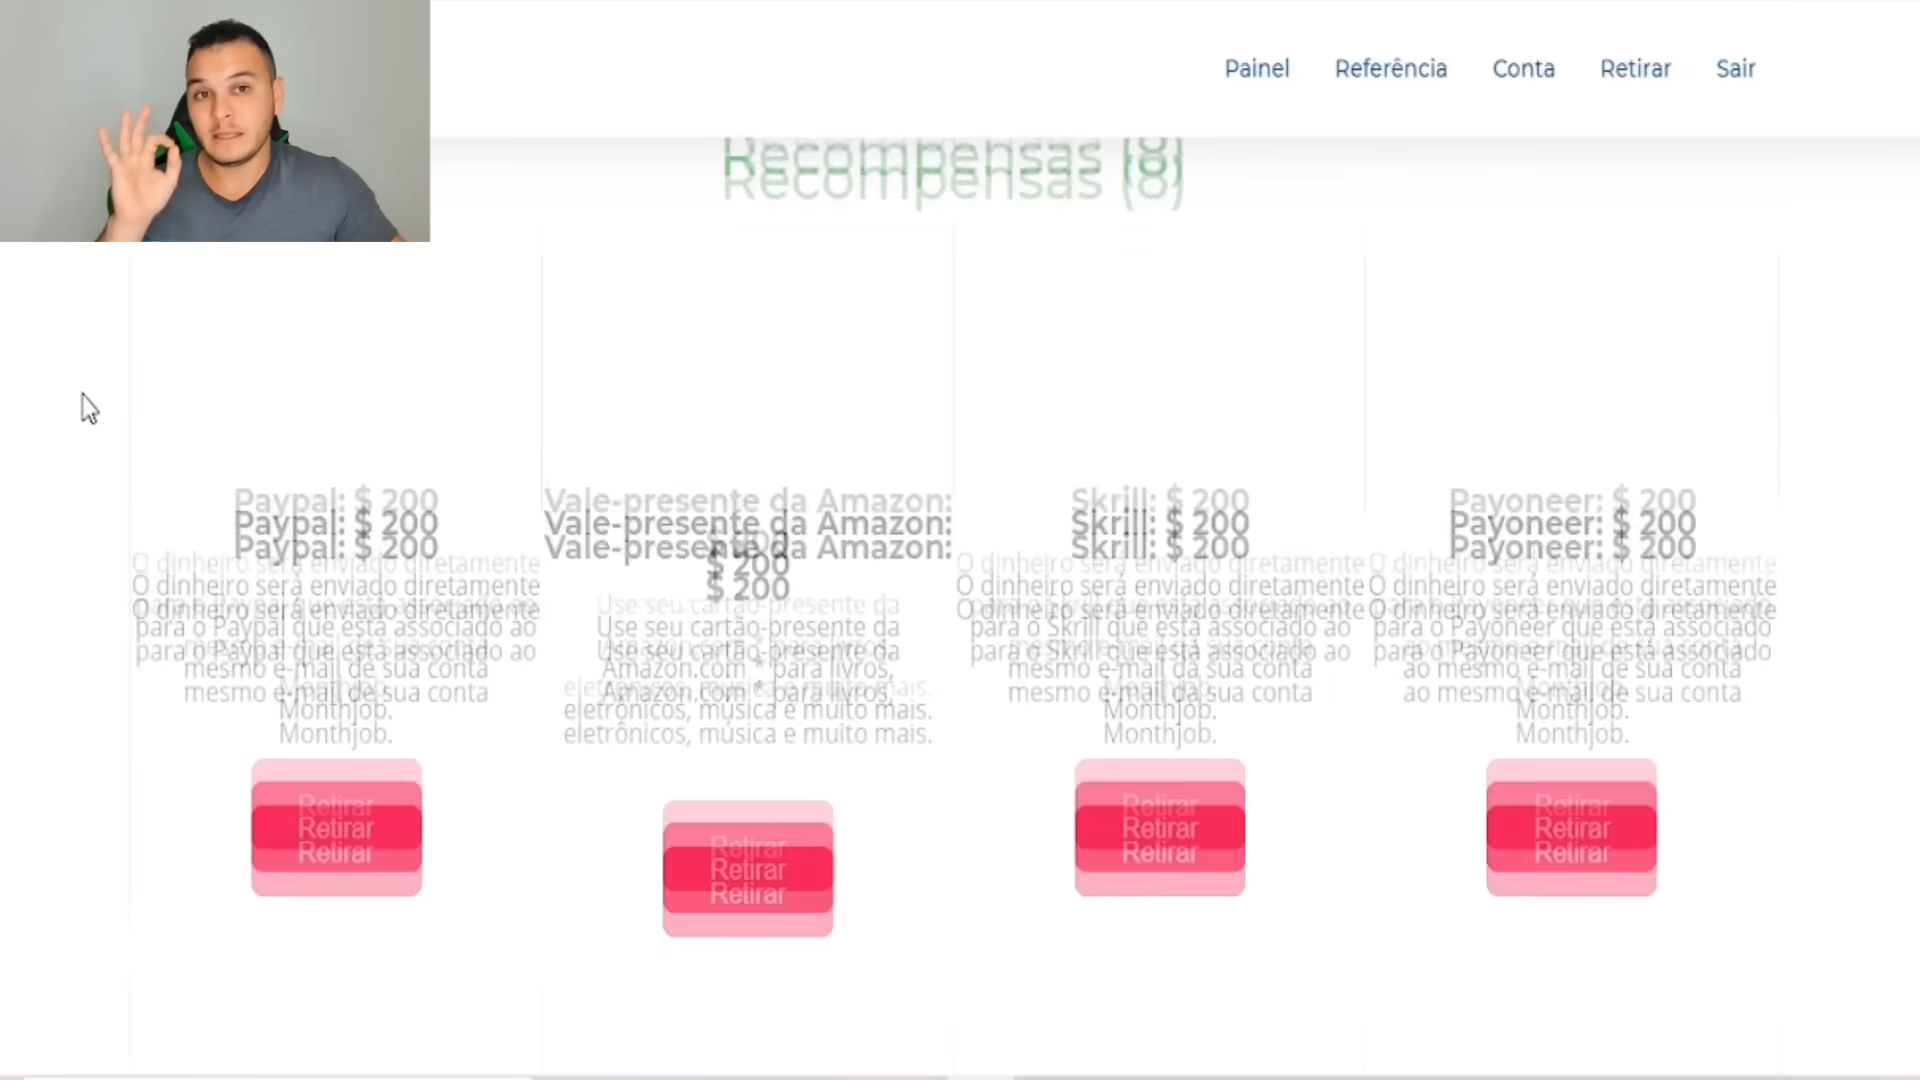 Painel Referência Conta Retirar Sair
Recompensas (8)
Paypal: $ 200
O dinheiro será enviado diretamente
para o Paypal que está associado ao
mesmo e-mail de sua conta
Monthjob.
Retirar
Vale-presente da Amazon:
$ 200
Use seu cartão-presente da
Amazon.com * para livros,
eletrônicos, música e muito mais.
Retirar
Skrill: $ 200
O dinheiro será enviado diretamente
para o Skrill que está associado ao
mesmo e-mail da sua conta
Monthjob.
Retirar
Payoneer: $ 200
O dinheiro será enviado diretamente
para o Payoneer que está associado
ao mesmo e-mail de sua conta
Monthjob.
Retirar